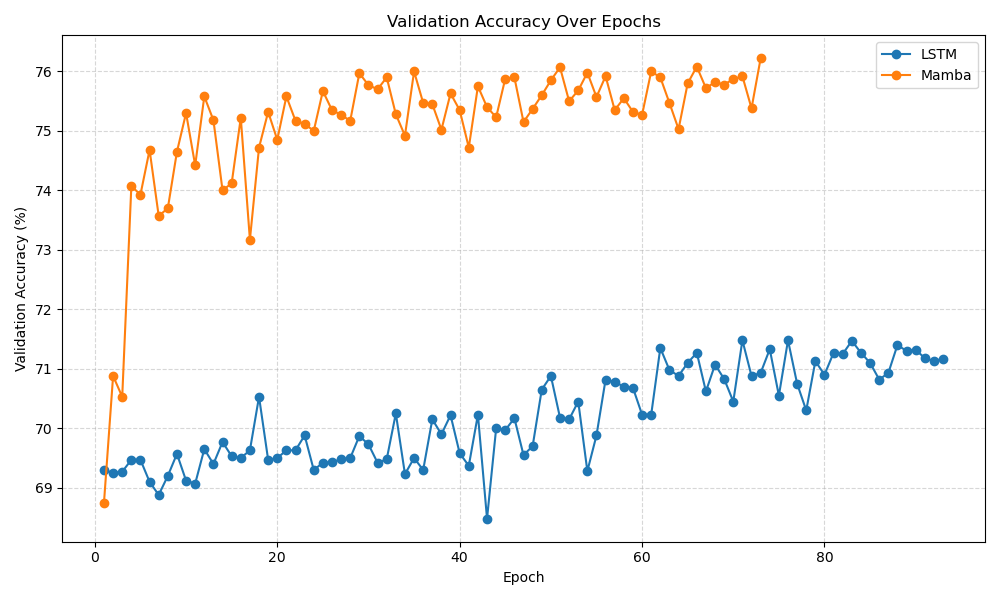 Validation Accuracy Over Epochs
LSTM
Mamba
Validation Accuracy (%)
76
75
74
73
72
71
70
69
0
20
40
60
80
Epoch